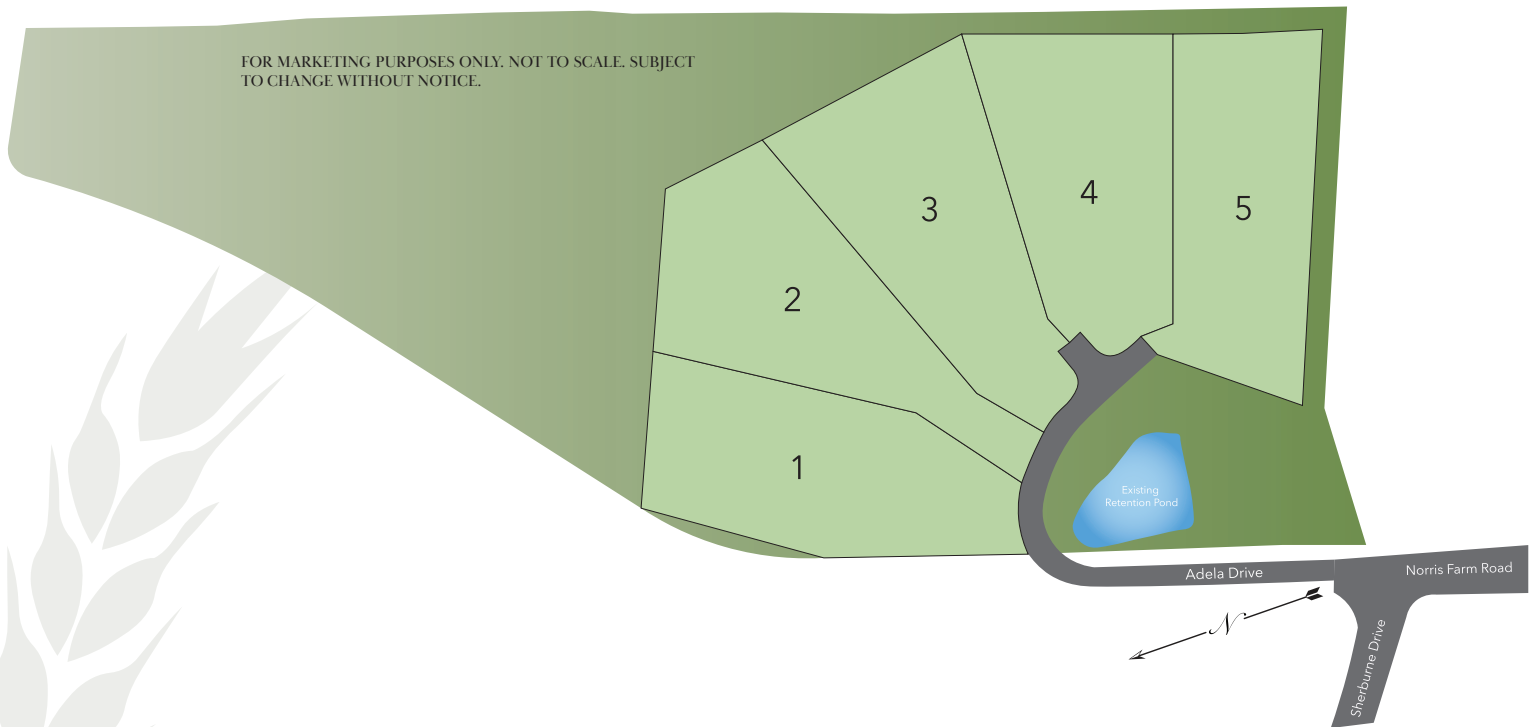 FOR MARKETING PURPOSES ONLY. NOT TO SCALE. SUBJECT
TO CHANGE WITHOUT NOTICE.
3
4
5
2
1
Existing
Retention Pond
Adela Drive
Norris Farm Road
N
Sherburne Drive